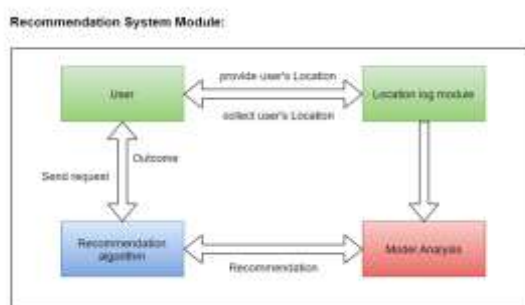 Recommendation System Module:
provide user's Location
User
Location log module
collect user's Location
Outcome
Send request
Recommendation
algorithm
Model Analysis
Recommendation